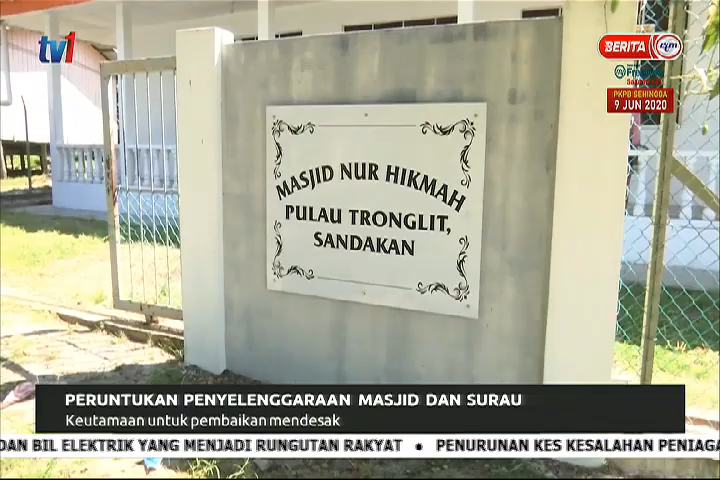 tv1
BERITA rtm
PKPB SEHINGGA
9 JUN 2020
MASJID NUR HIKMAH
PULAU TRONGLIT,
SANDAKAN
PERUNTUKAN PENYELENGGARAAN MASJID DAN SURAU
Keutamaan untuk pembaikan mendesak
DAN BIL ELEKTRIK YANG MENJADI RUNGUTAN RAKYAT • PENURUNAN KES KESALAHAN PENIAGA